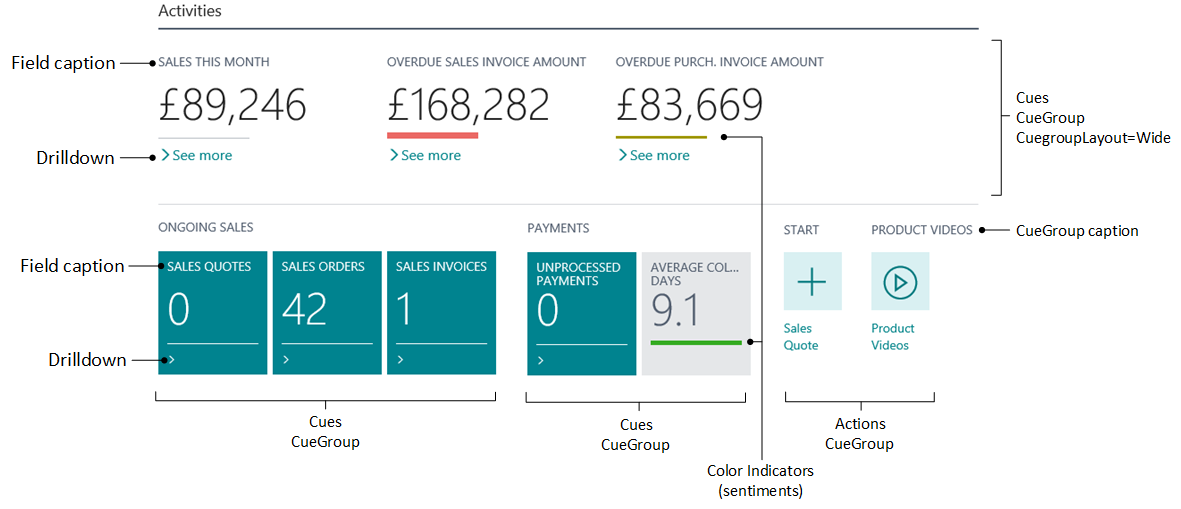 Activities
Field caption
SALES THIS MONTH
OVERDUE SALES INVOICE AMOUNT
OVERDUE PURCH. INVOICE AMOUNT
£89,246
£168,282
£83,669
Cues
CueGroup
CuegroupLayout=Wide
Drilldown
See more
See more
See more
ONGOING SALES
PAYMENTS
START
PRODUCT VIDEOS
CueGroup caption
Field caption
SALES QUOTES
0
SALES ORDERS
42
SALES INVOICES
1
UNPROCESSED
PAYMENTS
0
AVERAGE COL...
DAYS
9.1
Sales
Quote
Product
Videos
Drilldown
Cues
CueGroup
Cues
CueGroup
Actions
CueGroup
Color Indicators
(sentiments)